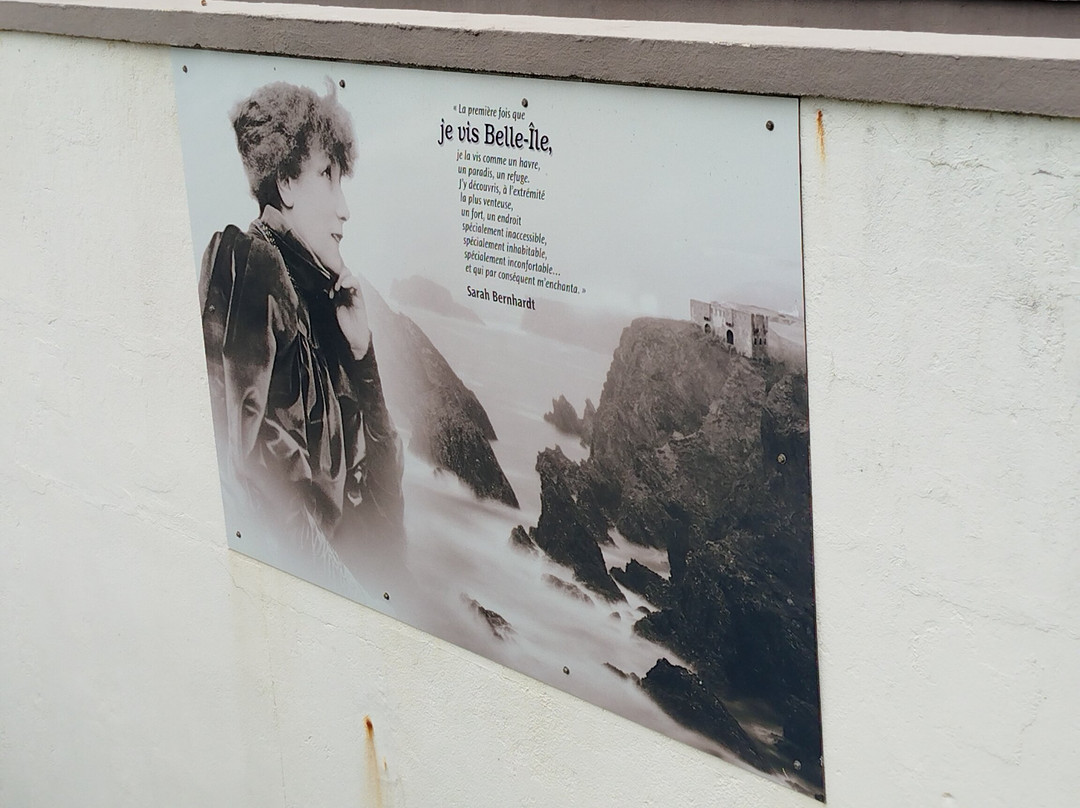 « La première fois que
je vis Belle-Île,
je la vis comme un havre,
un paradis, un refuge.
J'y découvris, à l'extrémité
la plus venteuse,
un fort, un endroit
spécialement inaccessible,
spécialement inhabitable,
spécialement inconfortable...
et qui par conséquent m'enchanta. »
Sarah Bernhardt